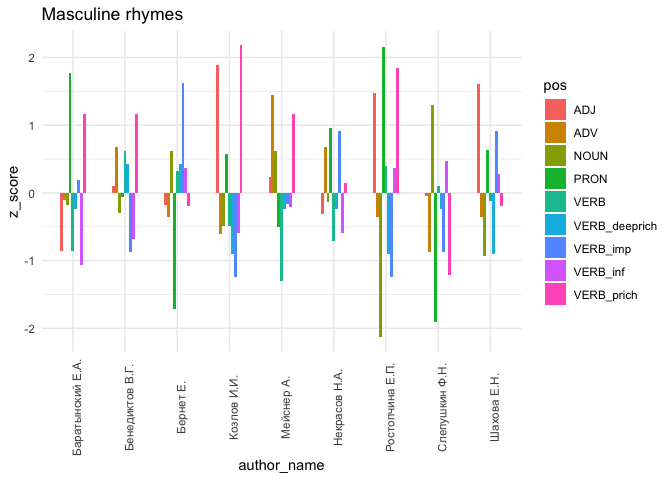 Masculine rhymes
z_score
2
1
0
-1
-2
Баратынский Е.А.
Бенедиктов В.Г.
Бернет Е.
Козлов И.И.
Мейснер А.
Некрасов Н.А.
Ростопчина Е.П.
Слепушкин Ф.Н.
Шахова Е.Н.
author_name
pos
ADJ
ADV
NOUN
PRON
VERB
VERB_deeprich
VERB_imp
VERB_inf
VERB_prich